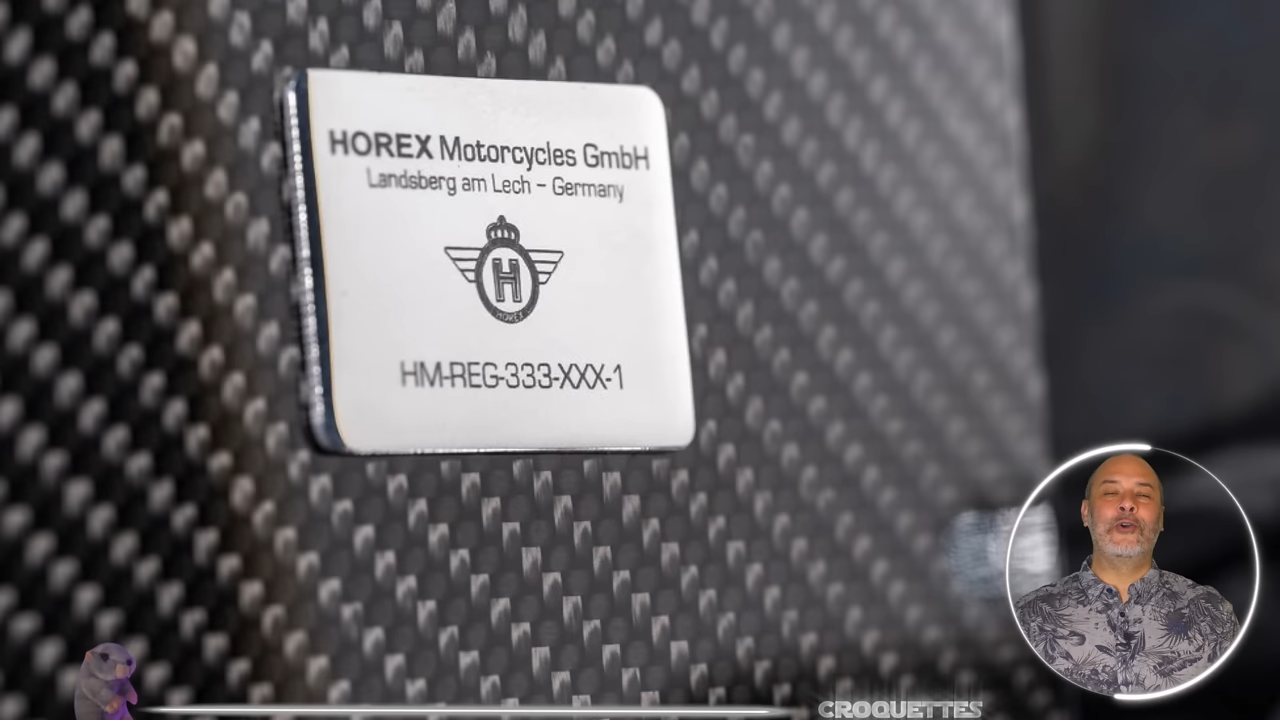 HOREX Motorcycles GmbH
Landsberg am Lech – Germany
H
HOREX
HM-REG-333-XXX-1
CROQUETTES